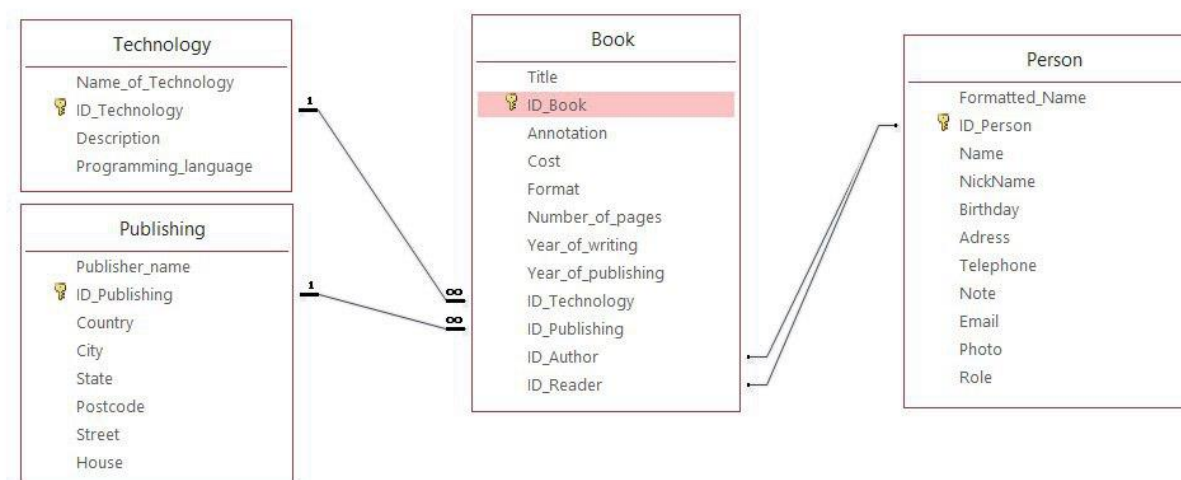 Technology
Name_of_Technology
ID_Technology
Description
Programming_language
Publishing
Publisher_name
ID_Publishing
Country
City
State
Postcode
Street
House
1
1
∞
∞
Book
Title
ID_Book
Annotation
Cost
Format
Number_of_pages
Year_of_writing
Year_of_publishing
ID_Technology
ID_Publishing
ID_Author
ID_Reader
Person
Formatted_Name
ID_Person
Name
NickName
Birthday
Adress
Telephone
Note
Email
Photo
Role